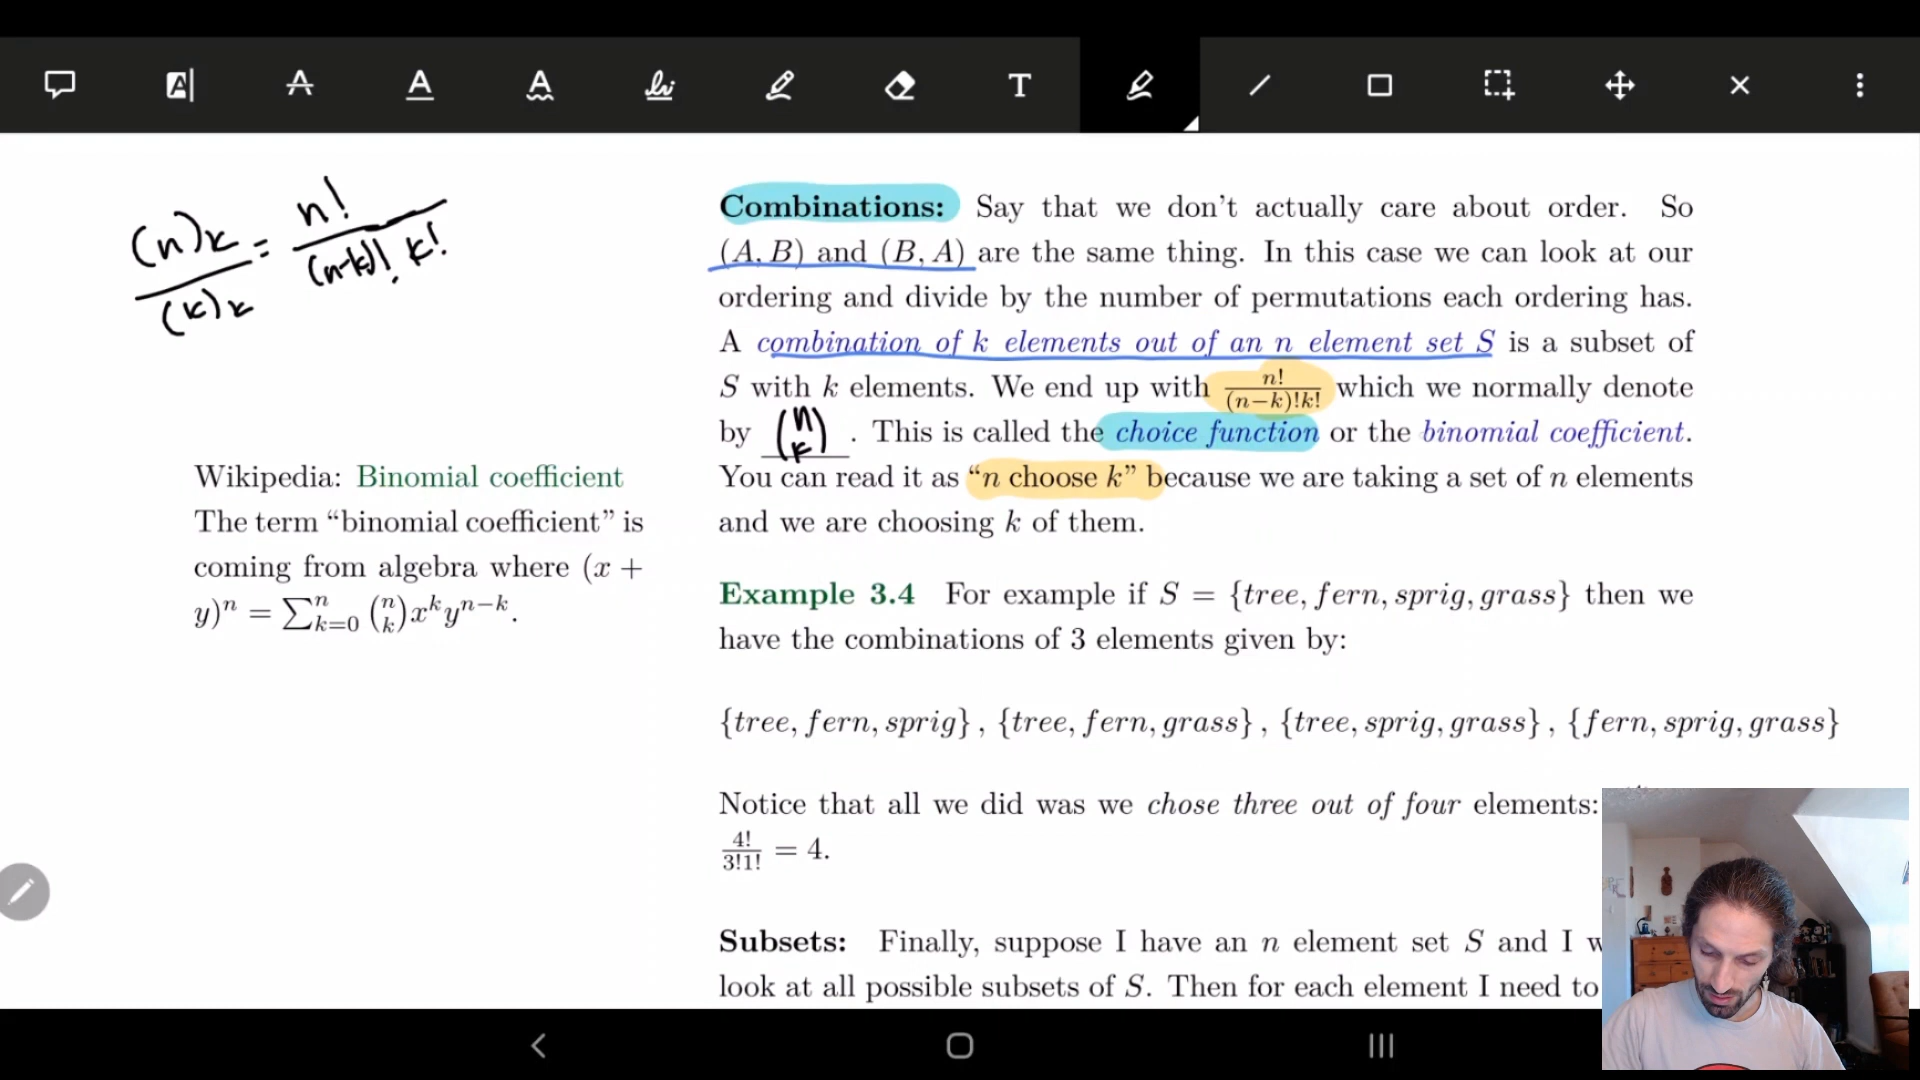 (n)k / (k)k = n! / (n-k)! . k!
Combinations: Say that we don't actually care about order. So
(A, B) and (B, A) are the same thing. In this case we can look at our
ordering and divide by the number of permutations each ordering has.
A combination of k elements out of an n element set S is a subset of
S with k elements. We end up with n!/(n−k)!k! which we normally denote
by (n k) . This is called the choice function or the binomial coefficient.
You can read it as “n choose k” because we are taking a set of n elements
and we are choosing k of them.
Wikipedia: Binomial coefficient
The term “binomial coefficient” is
coming from algebra where (x +
y)ⁿ = ∑ⁿₖ₌₀ (n k) xᵏyⁿ⁻ᵏ.
Example 3.4 For example if S = {tree, fern, sprig, grass} then we
have the combinations of 3 elements given by:
{tree, fern, sprig} , {tree, fern, grass} , {tree, sprig, grass} , {fern, sprig, grass}
Notice that all we did was we chose three out of four elements:
4!/3!1! = 4.
Subsets: Finally, suppose I have an n element set S and I w
look at all possible subsets of S. Then for each element I need to